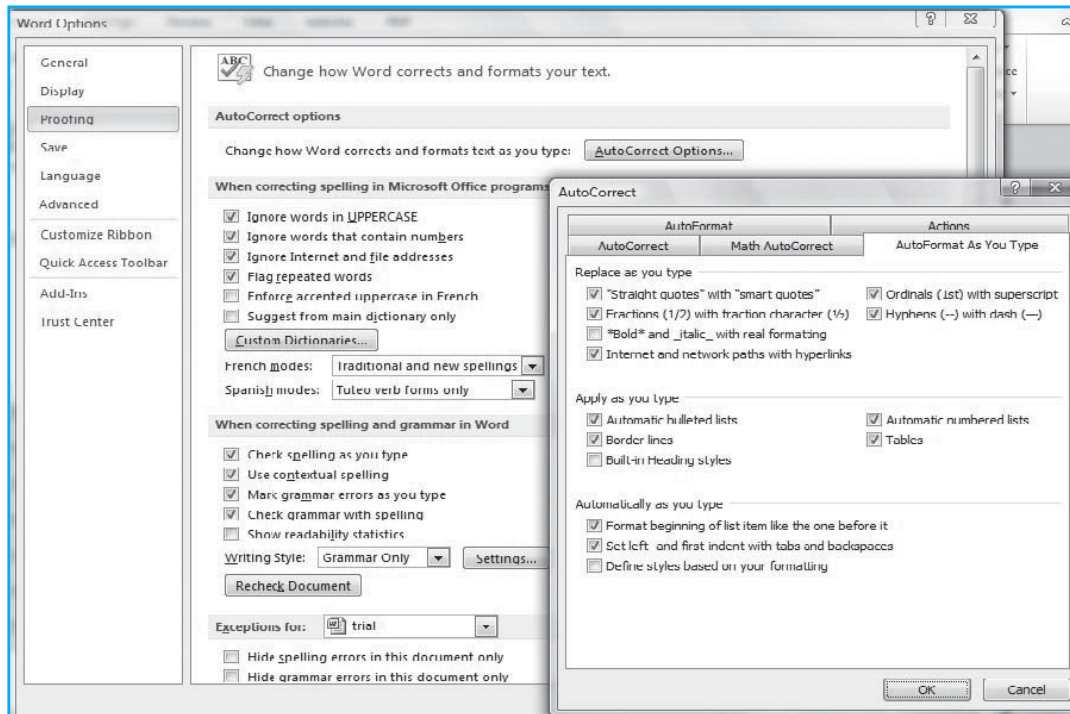 Word Options
General
Display
Proofing
Save
Language
Advanced
Customize Ribbon
Quick Access Toolbar
Add-Ins
Trust Center
ABC
Change how Word corrects and formats your text.
AutoCorrect options
Change how Word corrects and formats text as you type: AutoCorrect Options...
When correcting spelling in Microsoft Office programs
Ignore words in UPPERCASE
Ignore words that contain numbers
Ignore Internet and file addresses
Flag repeated words
Enforce accented uppercase in French
Suggest from main dictionary only
Custom Dictionaries...
French modes: Traditional and new spellings
Spanish modes: Tuteo verb forms only
When correcting spelling and grammar in Word
Check spelling as you type
Use contextual spelling
Mark grammar errors as you type
Check grammar with spelling
Show readability statistics
Writing Style: Grammar Only Settings...
Recheck Document
Exceptions for: trial
Hide spelling errors in this document only
Hide grammar errors in this document only
AutoCorrect
AutoFormat Actions
AutoCorrect Math AutoCorrect AutoFormat As You Type
Replace as you type
"Straight quotes" with “smart quotes” Ordinals (1st) with superscript
Fractions (1/2) with fraction character (½) Hyphens (--) with dash (—)
*Bold* and _italic_ with real formatting
Internet and network paths with hyperlinks
Apply as you type
Automatic bulleted lists Automatic numbered lists
Border lines Tables
Built-in Heading styles
Automatically as you type
Format beginning of list item like the one before it
Set left- and first-indent with tabs and backspaces
Define styles based on your formatting
OK Cancel